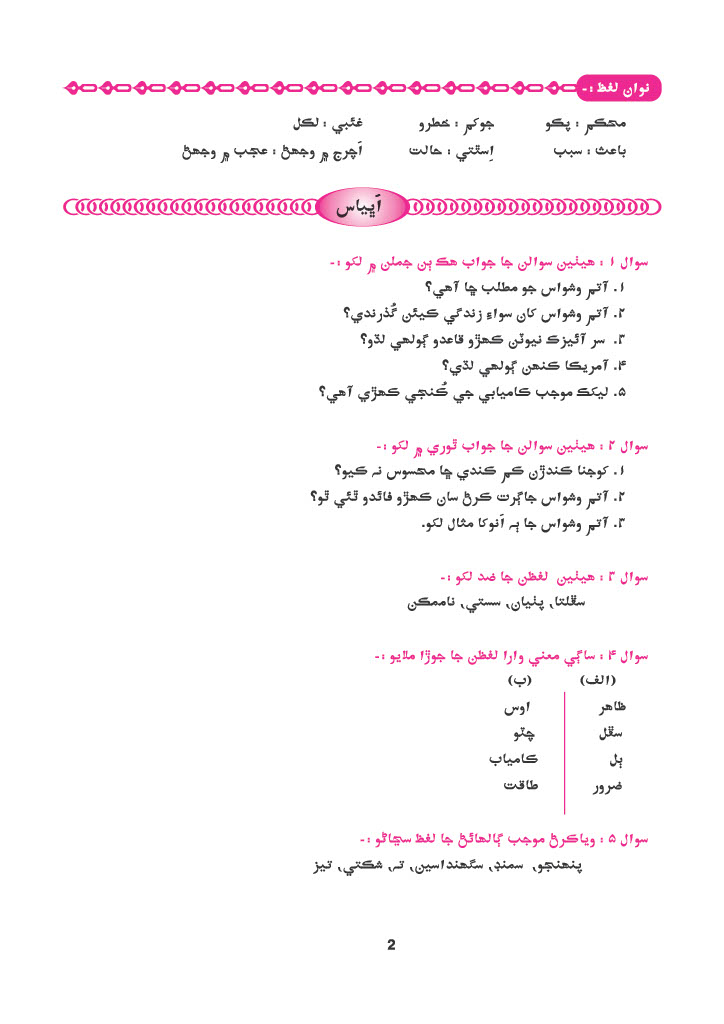 نوان لفظ :-
محڪم : پڪو جوکم : خطرو غئبي : لڪل
باعث : سبب اِسٿتي : حالت اَچرج ۾ وجهڻ : عجب ۾ وجهڻ
اَڀياس
سوال ۱ : هيٺين سوالن جا جواب هڪ ٻن جملن ۾ لکو :-
۱. آتم وشواس جو مطلب ڇا آهي؟
۲. آتم وشواس کان سواءِ زندگي ڪيئن گُذرندي؟
۳. سر آئيزڪ نيوٽن ڪهڙو قاعدو ڳولهي لڌو؟
۴. آمريڪا ڪنهن ڳولهي لڌي؟
۵. ليکڪ موجب ڪاميابي جي ڪُنجي ڪهڙي آهي؟
سوال ۲ : هيٺين سوالن جا جواب ٿوري ۾ لکو :-
۱. کوجنا ڪندڙن ڪم ڪندي ڇا محسوس نہ ڪيو؟
۲. آتم وشواس جاڳرت ڪرڻ سان ڪهڙو فائدو ٿئي ٿو؟
۳. آتم وشواس جا ٻہ اَنوکا مثال لکو.
سوال ۳ : هيٺين لفظن جا ضد لکو :-
سڦلتا، پٺيان، سستي، ناممڪن
سوال ۴ : ساڳي معني وارا لفظن جا جوڙا ملايو :-
(الف) (ب)
ظاهر اوس
سڦل چٽو
ٻل ڪامياب
ضرور طاقت
سوال ۵ : وياڪرڻ موجب ڳالهائڻ جا لفظ سڃاڻو :-
پنهنجو، سمنڊ، سگهنداسين، تہ، شڪتي، تيز
2